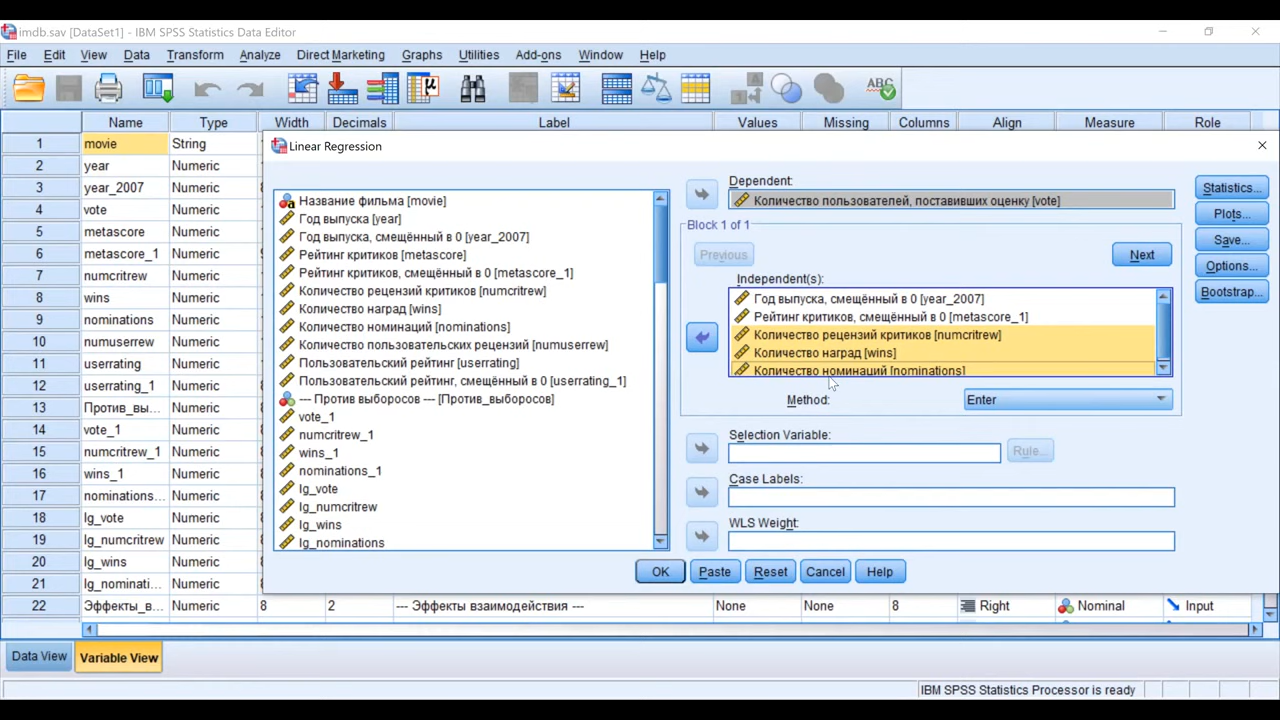 imdb.sav [DataSet1] - IBM SPSS Statistics Data Editor
File Edit View Data Transform Analyze Direct Marketing Graphs Utilities Add-ons Window Help
ABC
Name Type Width Decimals Label Values Missing Columns Align Measure Role
1 movie String
2 year Numeric
3 year_2007 Numeric 8
4 vote Numeric
5 metascore Numeric
6 metascore_1 Numeric 9
7 numcritrew Numeric
8 wins Numeric
9 nominations Numeric
10 numuserrew Numeric
11 userrating Numeric
12 userrating_1 Numeric 8
13 Против_выб... Numeric
14 vote_1 Numeric
15 numcritrew_1 Numeric
16 wins_1 Numeric
17 nominations... Numeric
18 lg_vote Numeric
19 lg_numcritrew Numeric
20 lg_wins Numeric
21 lg_nominati... Numeric
22 Эффекты_в... Numeric 8 2 --- Эффекты взаимодействия --- None None 8 Right Nominal Input
Linear Regression
Название фильма [movie]
Год выпуска [year]
Год выпуска, смещённый в 0 [year_2007]
Рейтинг критиков [metascore]
Рейтинг критиков, смещённый в 0 [metascore_1]
Количество рецензий критиков [numcritrew]
Количество наград [wins]
Количество номинаций [nominations]
Количество пользовательских рецензий [numuserrew]
Пользовательский рейтинг [userrating]
Пользовательский рейтинг, смещённый в 0 [userrating_1]
--- Против выборосов --- [Против_выборосов]
vote_1
numcritrew_1
wins_1
nominations_1
lg_vote
lg_numcritrew
lg_wins
lg_nominations
Dependent:
Количество пользователей, поставивших оценку [vote]
Block 1 of 1
Previous Next
Independent(s):
Год выпуска, смещённый в 0 [year_2007]
Рейтинг критиков, смещённый в 0 [metascore_1]
Количество рецензий критиков [numcritrew]
Количество наград [wins]
Количество номинаций [nominations]
Method: Enter
Selection Variable:
Rule...
Case Labels:
WLS Weight:
Statistics...
Plots...
Save...
Options...
Bootstrap...
OK Paste Reset Cancel Help
Data View Variable View
IBM SPSS Statistics Processor is ready